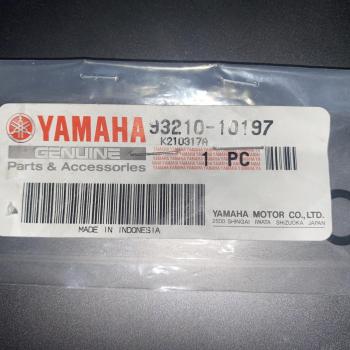 YAMAHA 93210-10197
K210317A
GENUINE 1 PC
Parts & Accessories
YAMAHA MOTOR CO., LTD.
2500 SHINGAI IWATA SHIZUOKA JAPAN
MADE IN INDONESIA